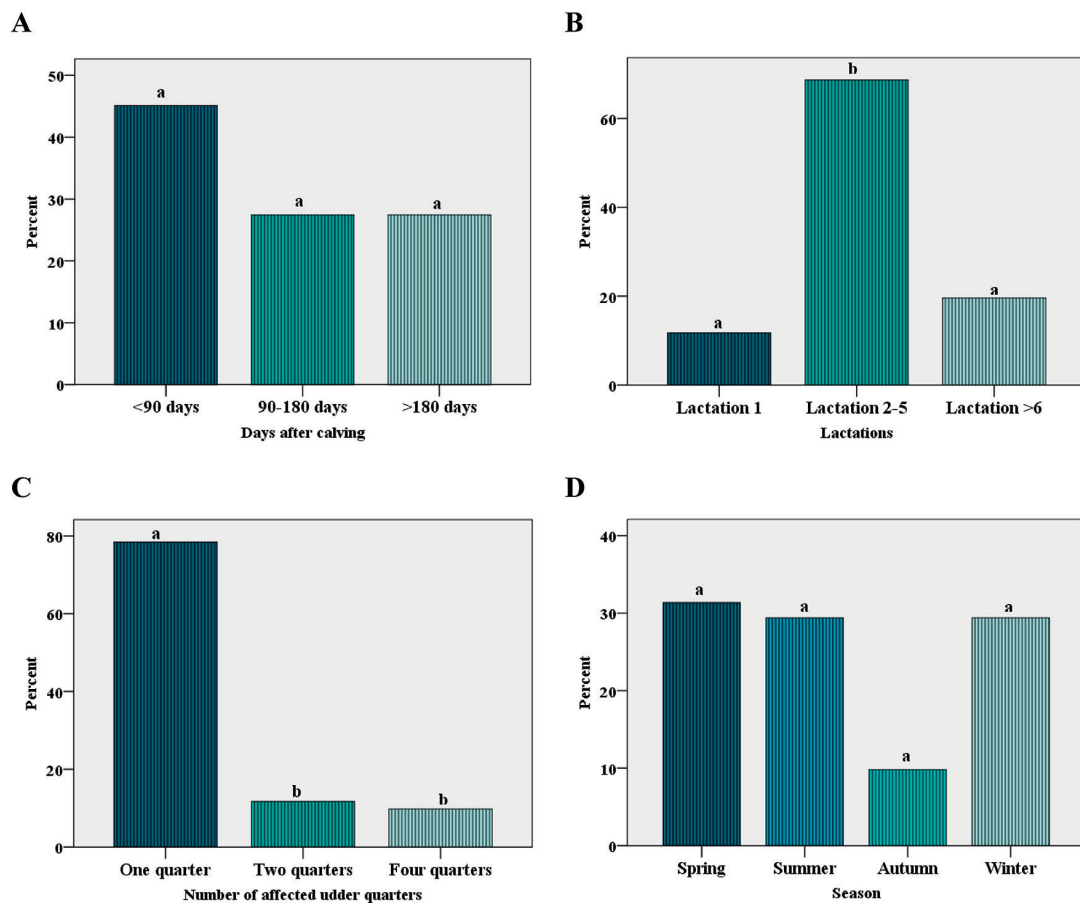 A
50
40
30
20
10
0
Percent
a
a
a
<90 days
90-180 days
>180 days
Days after calving
B
60
40
20
0
Percent
a
b
a
Lactation 1
Lactation 2-5
Lactation >6
Lactations
C
80
60
40
20
0
Percent
a
b
b
One quarter
Two quarters
Four quarters
Number of affected udder quarters
D
40
30
20
10
0
Percent
a
a
a
a
Spring
Summer
Autumn
Winter
Season